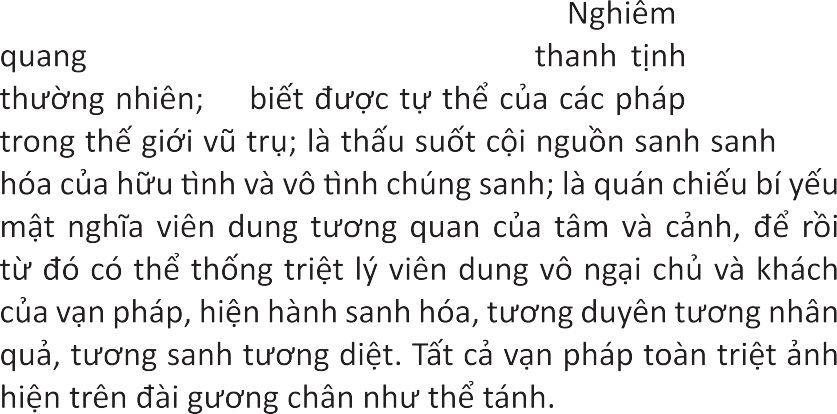 Nghiêm
quang thanh tịnh
thường nhiên; biết được tự thể của các pháp
trong thế giới vũ trụ; là thấu suốt cội nguồn sanh sanh
hóa của hữu tình và vô tình chúng sanh; là quán chiếu bí yếu
mật nghĩa viên dung tương quan của tâm và cảnh, để rồi
từ đó có thể thống triệt lý viên dung vô ngại chủ và khách
của vạn pháp, hiện hành sanh hóa, tương duyên tương nhân
quả, tương sanh tương diệt. Tất cả vạn pháp toàn triệt ảnh
hiện trên đài gương chân như thể tánh.